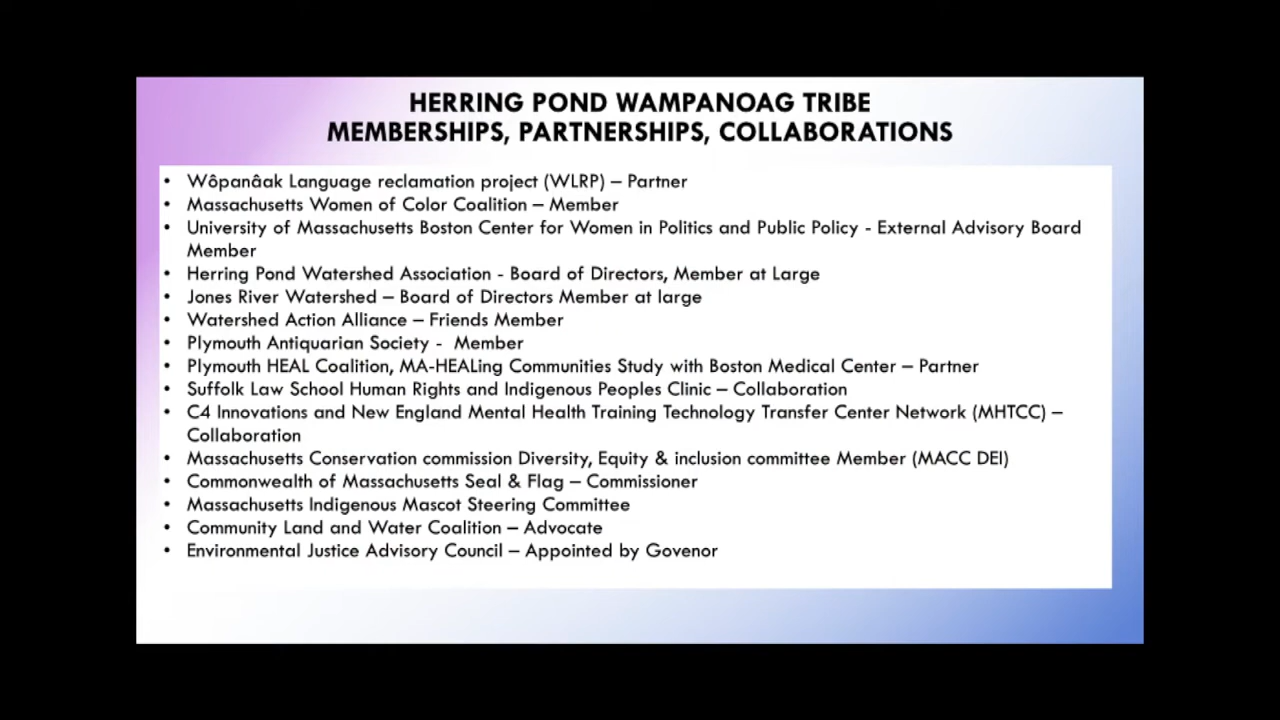 HERRING POND WAMPANOAG TRIBE
MEMBERSHIPS, PARTNERSHIPS, COLLABORATIONS
• Wôpanâak Language reclamation project (WLRP) – Partner
• Massachusetts Women of Color Coalition – Member
• University of Massachusetts Boston Center for Women in Politics and Public Policy - External Advisory Board
Member
• Herring Pond Watershed Association - Board of Directors, Member at Large
• Jones River Watershed – Board of Directors Member at large
• Watershed Action Alliance – Friends Member
• Plymouth Antiquarian Society -  Member
• Plymouth HEAL Coalition, MA-HEALing Communities Study with Boston Medical Center – Partner
• Suffolk Law School Human Rights and Indigenous Peoples Clinic – Collaboration
• C4 Innovations and New England Mental Health Training Technology Transfer Center Network (MHTCC) –
Collaboration
• Massachusetts Conservation commission Diversity, Equity & inclusion committee Member (MACC DEI)
• Commonwealth of Massachusetts Seal & Flag – Commissioner
• Massachusetts Indigenous Mascot Steering Committee
• Community Land and Water Coalition – Advocate
• Environmental Justice Advisory Council – Appointed by Govenor